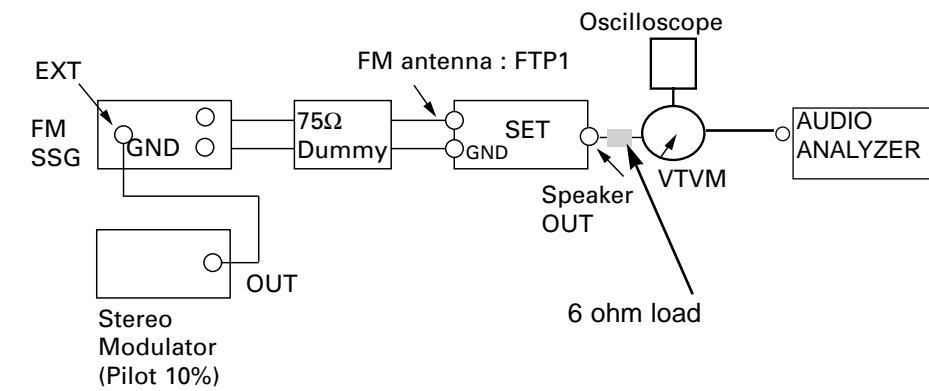 Oscilloscope
EXT
FM antenna : FTP1
FM
SSG
GND
75Ω
Dummy
SET
GND
AUDIO
ANALYZER
VTVM
Speaker
OUT
OUT
6 ohm load
Stereo
Modulator
(Pilot 10%)